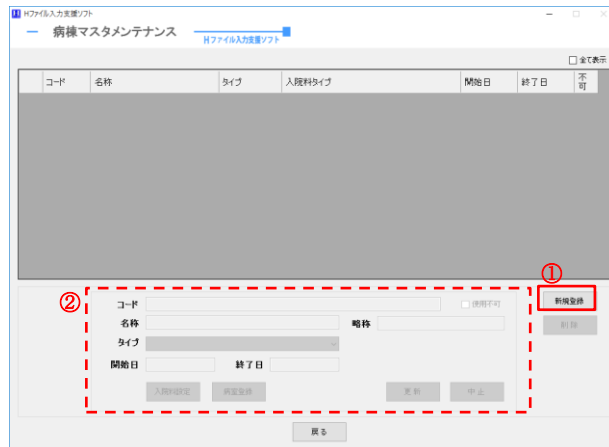 Hファイル入力支援ソフト
病棟マスタメンテナンス
Hファイル入力支援ソフト
全て表示
コード 名称 タイプ 入院料タイプ 開始日 終了日 不可
①
② コード 使用不可 新規登録
名称 略称 削除
タイプ
開始日 終了日
入院料設定 病室登録 更新 中止
戻る